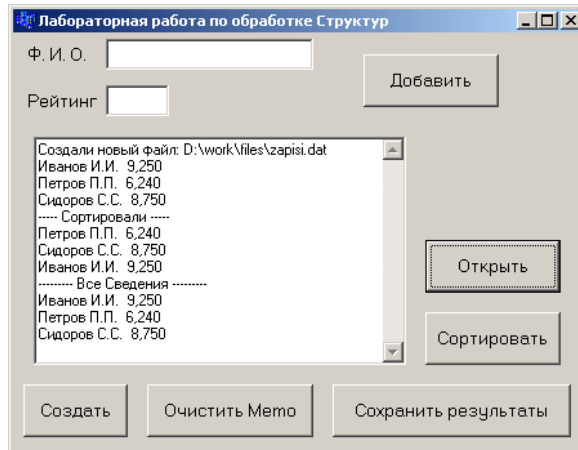 Лабораторная работа по обработке Структур
Ф. И. О.
Добавить
Рейтинг
Создали новый файл: D:\work\files\zapisi.dat
Иванов И.И. 9,250
Петров П.П. 6,240
Сидоров С.С. 8,750
----- Сортировали -----
Петров П.П. 6,240
Сидоров С.С. 8,750
Иванов И.И. 9,250
--------- Все Сведения ---------
Иванов И.И. 9,250
Петров П.П. 6,240
Сидоров С.С. 8,750
Открыть
Сортировать
Создать
Очистить Memo
Сохранить результаты